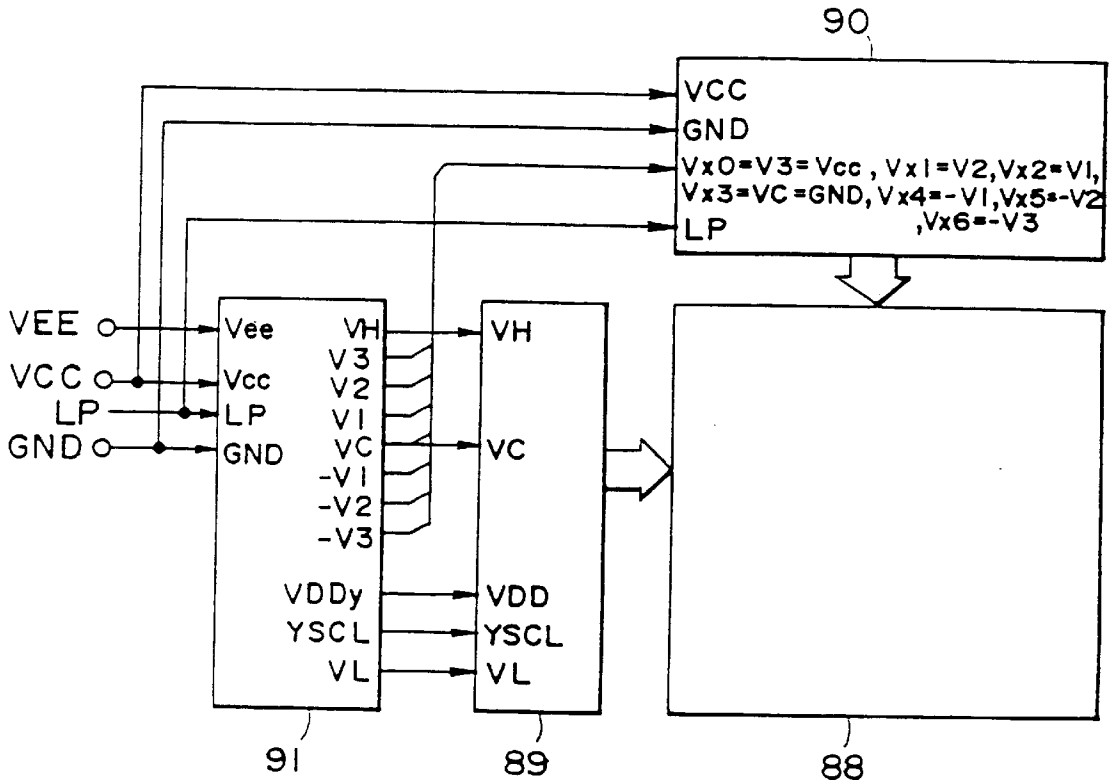 90
VCC
GND
Vx0=V3=Vcc, Vx1=V2,Vx2=V1,
Vx3=VC=GND,Vx4=-V1,Vx5=-V2
,Vx6=-V3
LP
VEE
VCC
LP
GND
Vee
Vcc
LP
GND
VH
V3
V2
V1
VC
-V1
-V2
-V3
VDDy
YSCL
VL
VH
VC
VDD
YSCL
VL
91
89
88